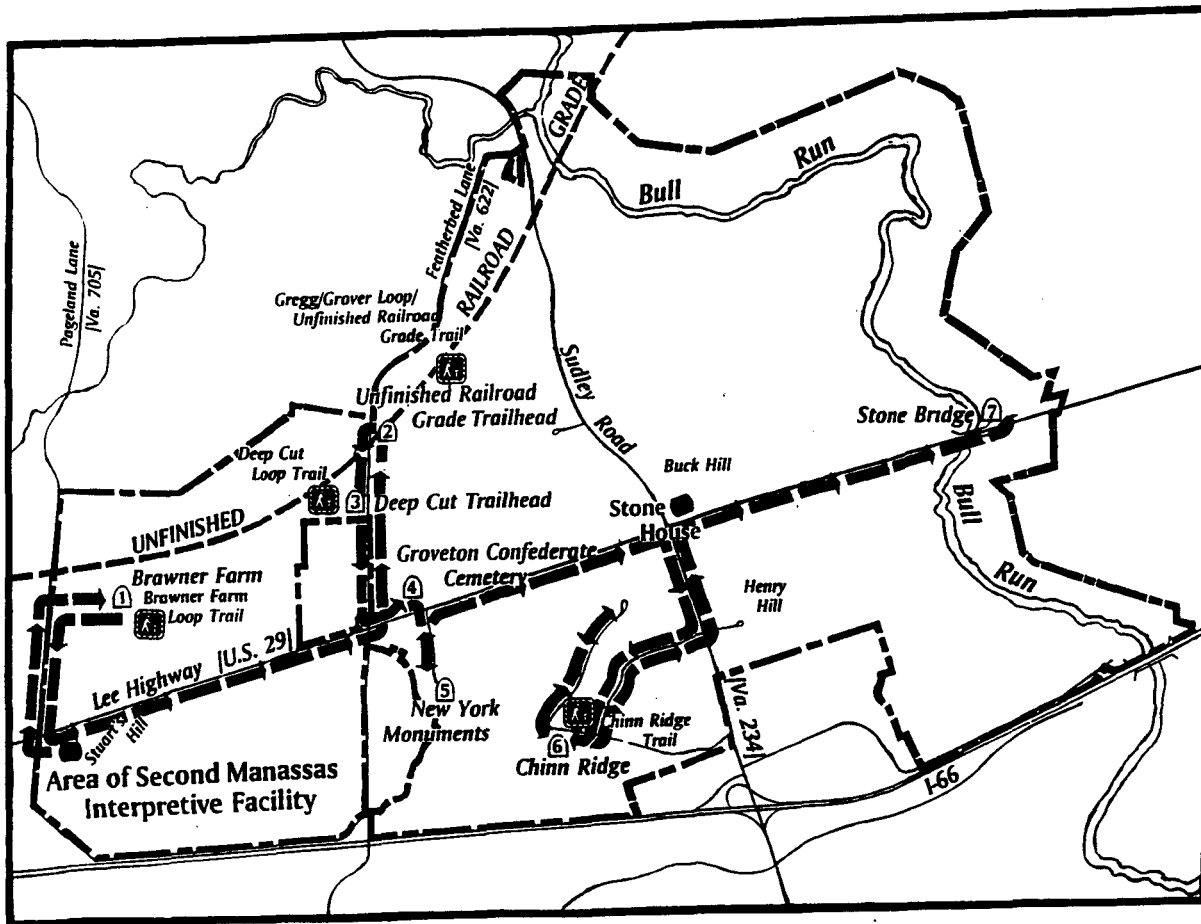 GRADE
Run
Bull
Featherbed Lane
|Va. 622|
RAILROAD
Pageland Lane
|Va. 705|
Gregg/Grover Loop/
Unfinished Railroad
Grade Trail
Sudley
Road
Unfinished Railroad
Grade Trailhead
Stone Bridge 7
2
Deep Cut
Loop Trail
Buck Hill
3 Deep Cut Trailhead
Stone
House
UNFINISHED
Bull
Run
Groveton Confederate
Cemetery
4
Brawner Farm
1 Brawner Farm
Loop Trail
Henry
Hill
Lee Highway |U.S. 29|
5
New York
Monuments
|Va. 234|
Stuart's
Hill
Chinn Ridge
Trail
6
Chinn Ridge
Area of Second Manassas
Interpretive Facility
I-66